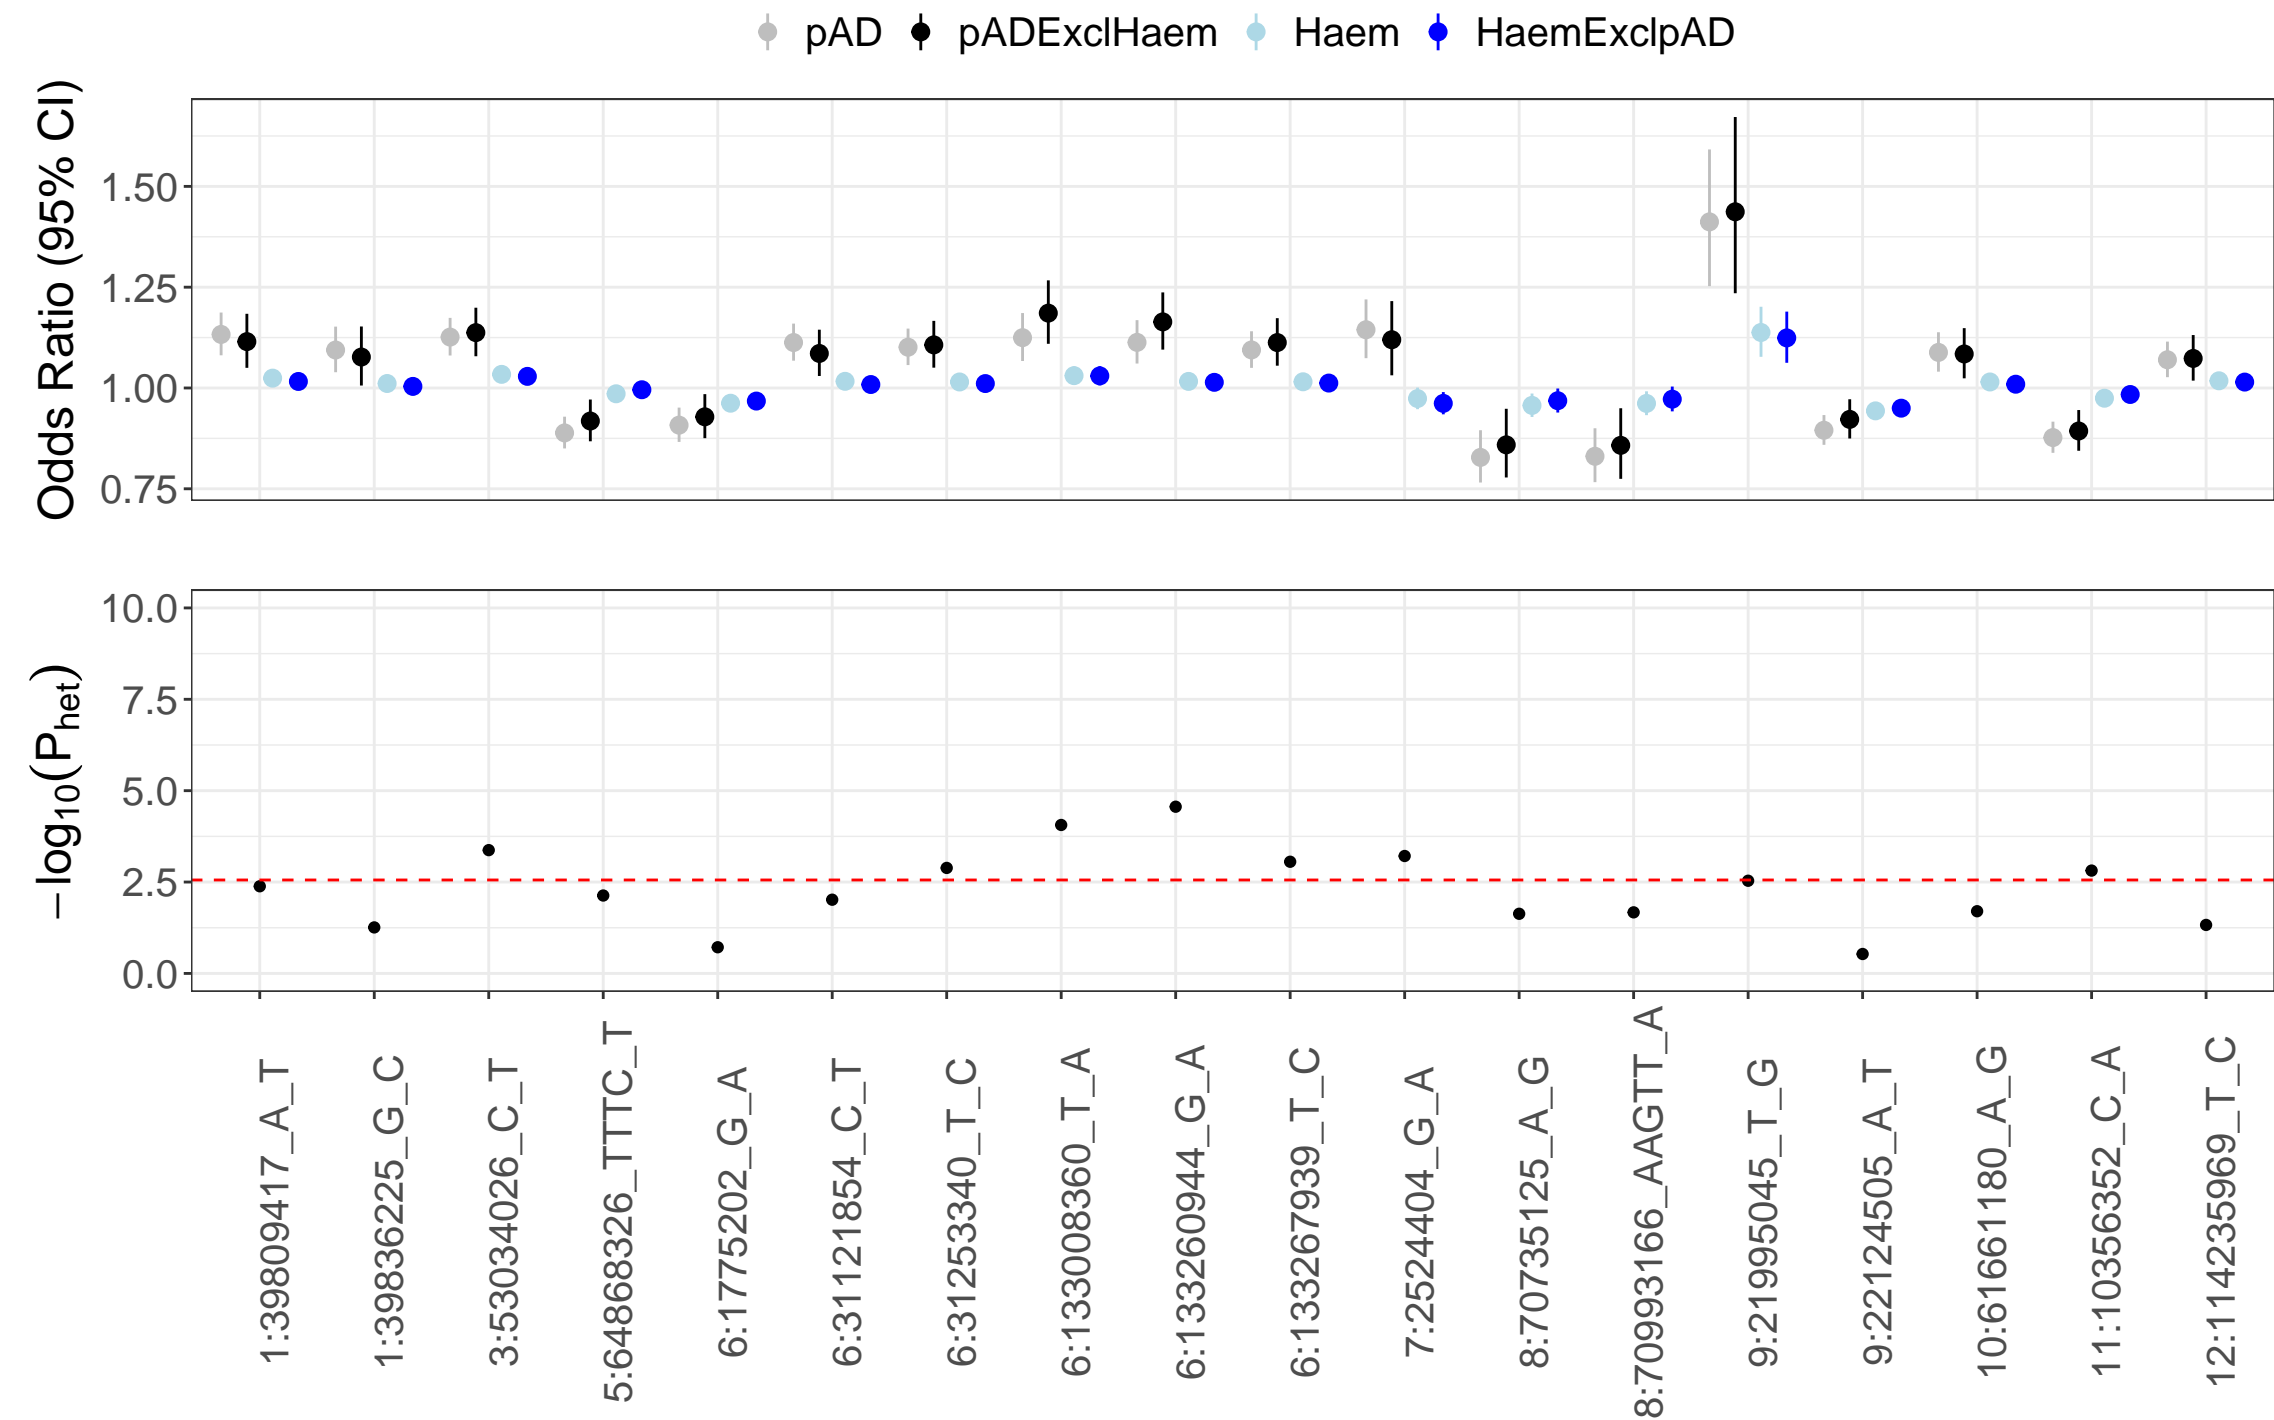 pAD pADExclHaem Haem HaemExclpAD
Odds Ratio (95% CI)
1.50
1.25
1.00
0.75
−log10(Phet)
10.0
7.5
5.0
2.5
0.0
1:39809417_A_T
1:39836225_G_C
3:53034026_C_T
5:64868326_TTTC_T
6:17752202_G_A
6:31121854_C_T
6:31253340_T_C
6:133008360_T_A
6:133260944_G_A
6:133267939_T_C
7:2524404_G_A
8:70735125_A_G
8:70993166_AAGTT_A
9:21995045_T_G
9:22124505_A_T
10:61661180_A_G
11:10356352_C_A
12:114235969_T_C